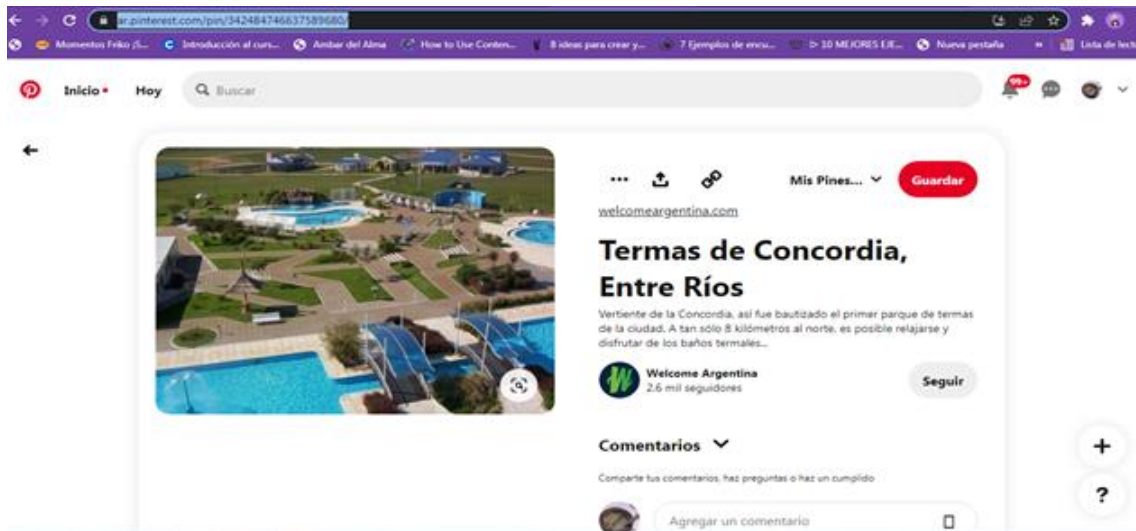 ar.pinterest.com/pin/342484746637589680/
Momentos Friko ¡S... Introducción al curs... Ambar del Alma How to Use Conten... 8 ideas para crear y... 7 Ejemplos de encu... 10 MEJORES EJE... Nueva pestaña » Lista de lect
Inicio Hoy Buscar 99+
Mis Pines... Guardar
welcomeargentina.com
Termas de Concordia,
Entre Ríos
Vertiente de la Concordia, así fue bautizado el primer parque de termas
de la ciudad. A tan sólo 8 kilómetros al norte, es posible relajarse y
disfrutar de los baños termales...
Welcome Argentina
2.6 mil seguidores
Seguir
Comentarios
Comparte tus comentarios, haz preguntas o haz un cumplido
Agregar un comentario
+
?